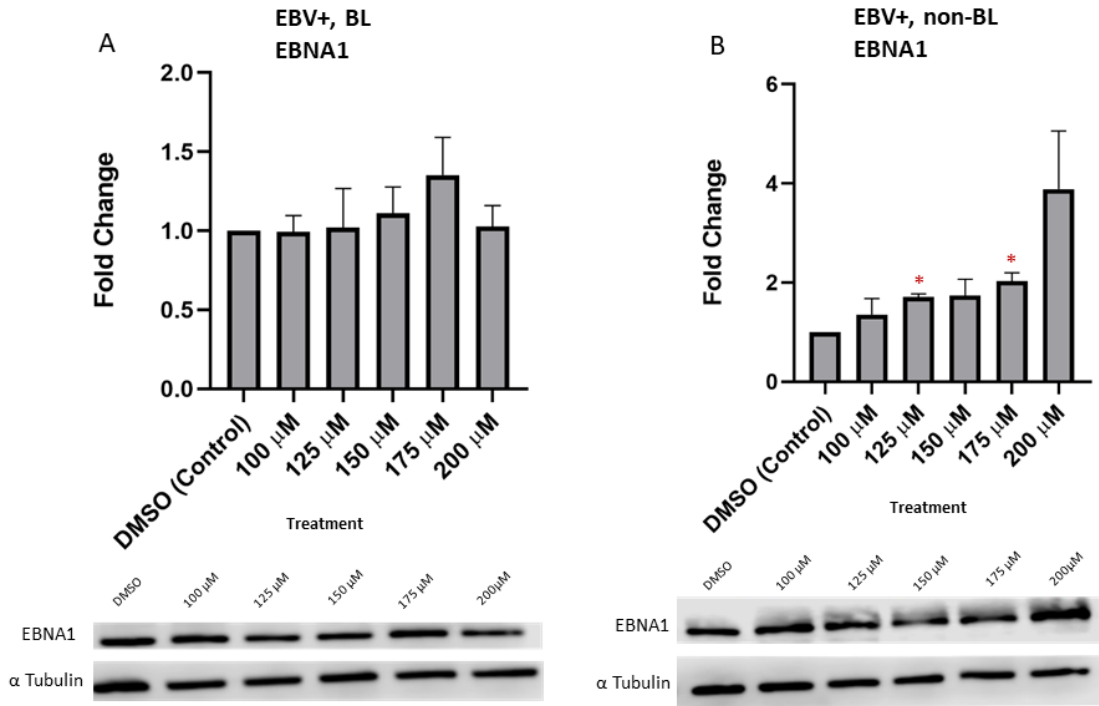 A
EBV+, BL
EBNA1
2.0
1.5
1.0
0.5
0.0
Fold Change
DMSO (Control)
100 µM
125 µM
150 µM
175 µM
200 µM
Treatment
DMSO
100 µM
125 µM
150 µM
175 µM
200µM
EBNA1
α Tubulin
B
EBV+, non-BL
EBNA1
6
4
2
0
Fold Change
*
*
DMSO (Control)
100 µM
125 µM
150 µM
175 µM
200 µM
Treatment
DMSO
100 µM
125 µM
150 µM
175 µM
200µM
EBNA1
α Tubulin